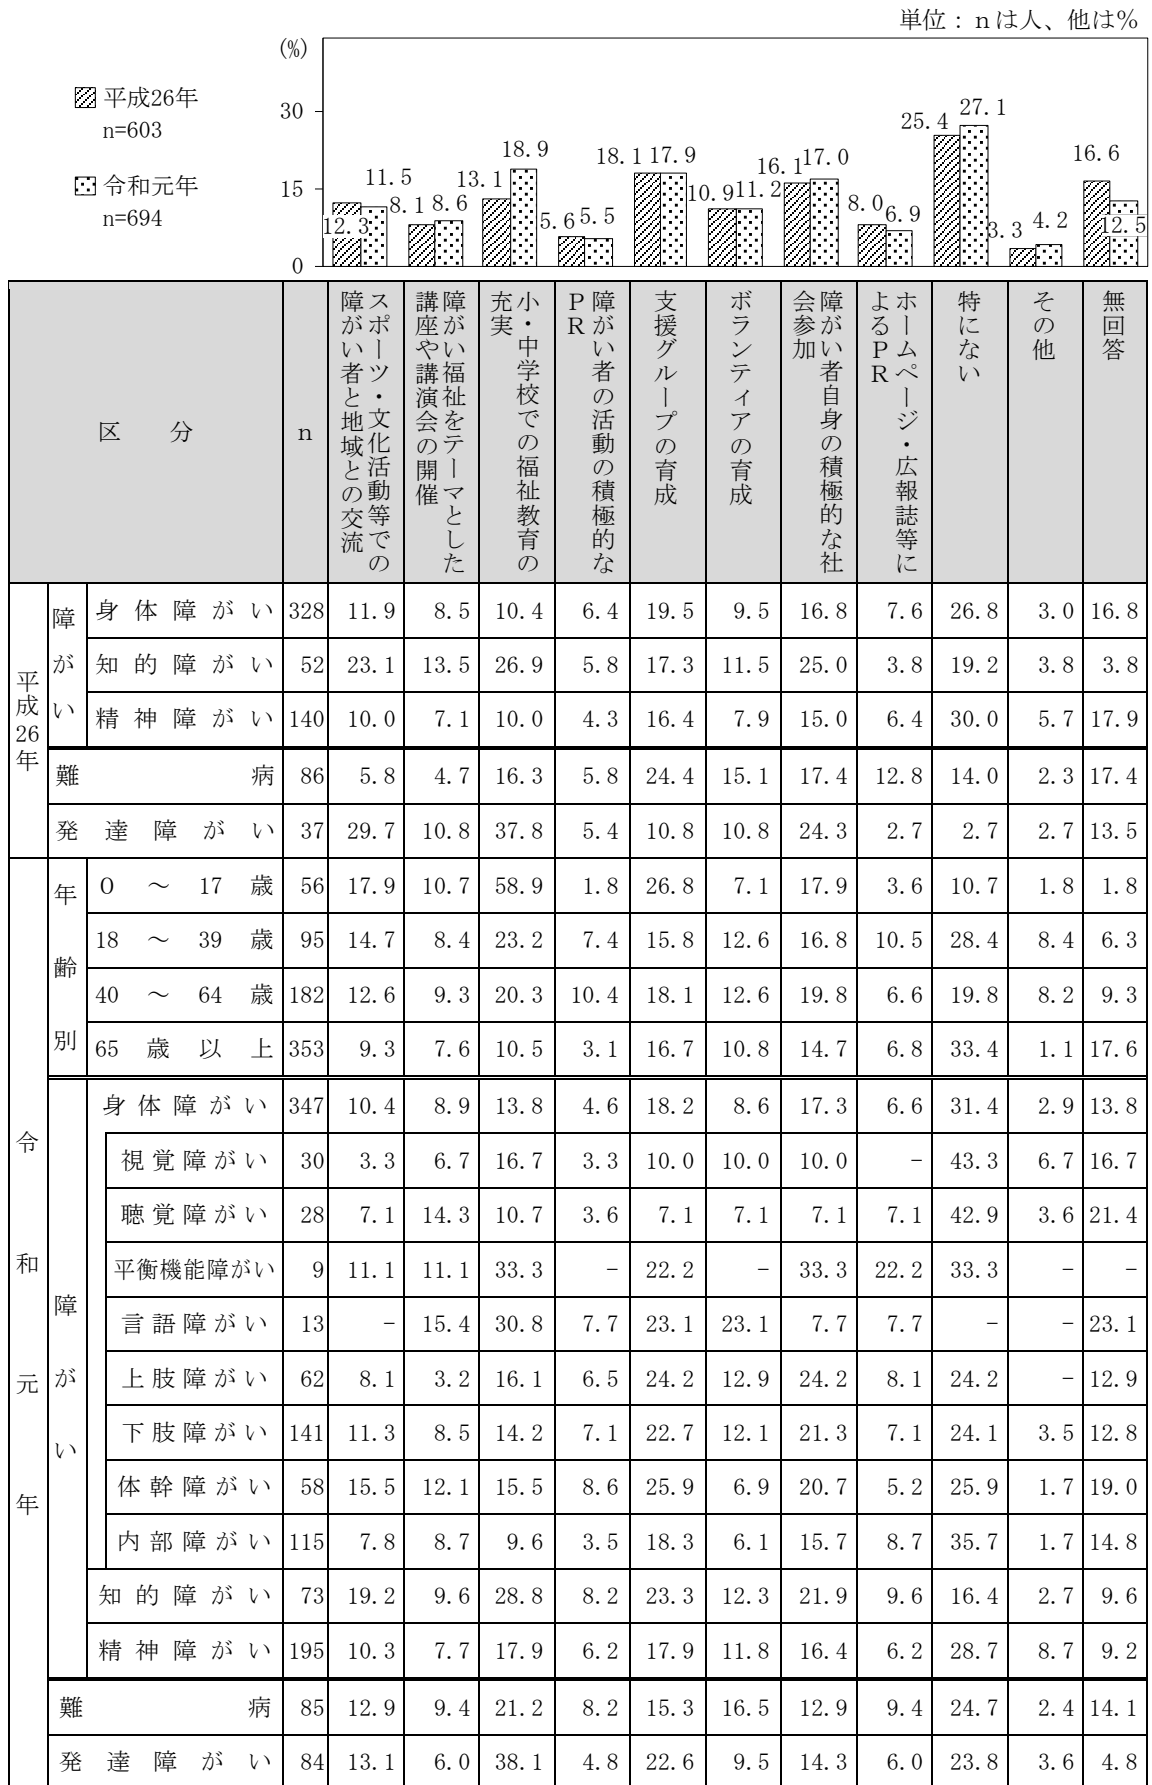 単位：ｎは人、他は％
(%)
平成26年
n=603
令和元年
n=694
30
15
0
12.3 11.5 8.1 8.6 13.1 18.9 5.6 5.5 18.1 17.9 10.9 11.2 16.1 17.0 8.0 6.9 25.4 27.1 3.3 4.2 16.6 12.5
区　分
n
スポーツ・文化活動等での
障がい者と地域との交流
障がい福祉をテーマとした
講座や講演会の開催
小・中学校での福祉教育の
充実
障がい者の活動の積極的な
ＰＲ
支援グループの育成
ボランティアの育成
障がい者自身の積極的な社
会参加
ホームページ・広報誌等に
よるＰＲ
特にない
その他
無回答
平成26年
障がい
身体障がい 328 11.9 8.5 10.4 6.4 19.5 9.5 16.8 7.6 26.8 3.0 16.8
知的障がい 52 23.1 13.5 26.9 5.8 17.3 11.5 25.0 3.8 19.2 3.8 3.8
精神障がい 140 10.0 7.1 10.0 4.3 16.4 7.9 15.0 6.4 30.0 5.7 17.9
難病 86 5.8 4.7 16.3 5.8 24.4 15.1 17.4 12.8 14.0 2.3 17.4
発達障がい 37 29.7 10.8 37.8 5.4 10.8 10.8 24.3 2.7 2.7 2.7 13.5
令和元年
年齢別
0～17歳 56 17.9 10.7 58.9 1.8 26.8 7.1 17.9 3.6 10.7 1.8 1.8
18～39歳 95 14.7 8.4 23.2 7.4 15.8 12.6 16.8 10.5 28.4 8.4 6.3
40～64歳 182 12.6 9.3 20.3 10.4 18.1 12.6 19.8 6.6 19.8 8.2 9.3
65歳以上 353 9.3 7.6 10.5 3.1 16.7 10.8 14.7 6.8 33.4 1.1 17.6
障がい
身体障がい 347 10.4 8.9 13.8 4.6 18.2 8.6 17.3 6.6 31.4 2.9 13.8
視覚障がい 30 3.3 6.7 16.7 3.3 10.0 10.0 10.0 － 43.3 6.7 16.7
聴覚障がい 28 7.1 14.3 10.7 3.6 7.1 7.1 7.1 7.1 42.9 3.6 21.4
平衡機能障がい 9 11.1 11.1 33.3 － 22.2 － 33.3 22.2 33.3 － －
言語障がい 13 － 15.4 30.8 7.7 23.1 23.1 7.7 7.7 － － 23.1
上肢障がい 62 8.1 3.2 16.1 6.5 24.2 12.9 24.2 8.1 24.2 － 12.9
下肢障がい 141 11.3 8.5 14.2 7.1 22.7 12.1 21.3 7.1 24.1 3.5 12.8
体幹障がい 58 15.5 12.1 15.5 8.6 25.9 6.9 20.7 5.2 25.9 1.7 19.0
内部障がい 115 7.8 8.7 9.6 3.5 18.3 6.1 15.7 8.7 35.7 1.7 14.8
知的障がい 73 19.2 9.6 28.8 8.2 23.3 12.3 21.9 9.6 16.4 2.7 9.6
精神障がい 195 10.3 7.7 17.9 6.2 17.9 11.8 16.4 6.2 28.7 8.7 9.2
難病 85 12.9 9.4 21.2 8.2 15.3 16.5 12.9 9.4 24.7 2.4 14.1
発達障がい 84 13.1 6.0 38.1 4.8 22.6 9.5 14.3 6.0 23.8 3.6 4.8